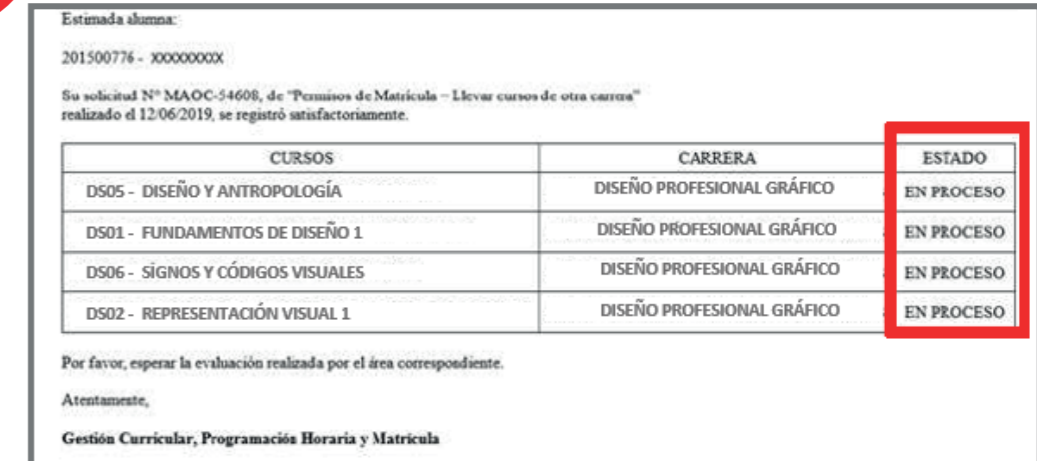 Estimada alumna:
201500776 - XXXXXXXXX
Su solicitud N° MAOC-54608, de "Permisos de Matrícula – Llevar cursos de otra carrera"
realizado el 12/06/2019, se registró satisfactoriamente.
CURSOS CARRERA ESTADO
DS05 - DISEÑO Y ANTROPOLOGÍA DISEÑO PROFESIONAL GRÁFICO EN PROCESO
DS01 - FUNDAMENTOS DE DISEÑO 1 DISEÑO PROFESIONAL GRÁFICO EN PROCESO
DS06 - SIGNOS Y CÓDIGOS VISUALES DISEÑO PROFESIONAL GRÁFICO EN PROCESO
DS02 - REPRESENTACIÓN VISUAL 1 DISEÑO PROFESIONAL GRÁFICO EN PROCESO
Por favor, esperar la evaluación realizada por el área correspondiente.
Atentamente,
Gestión Curricular, Programación Horaria y Matrícula